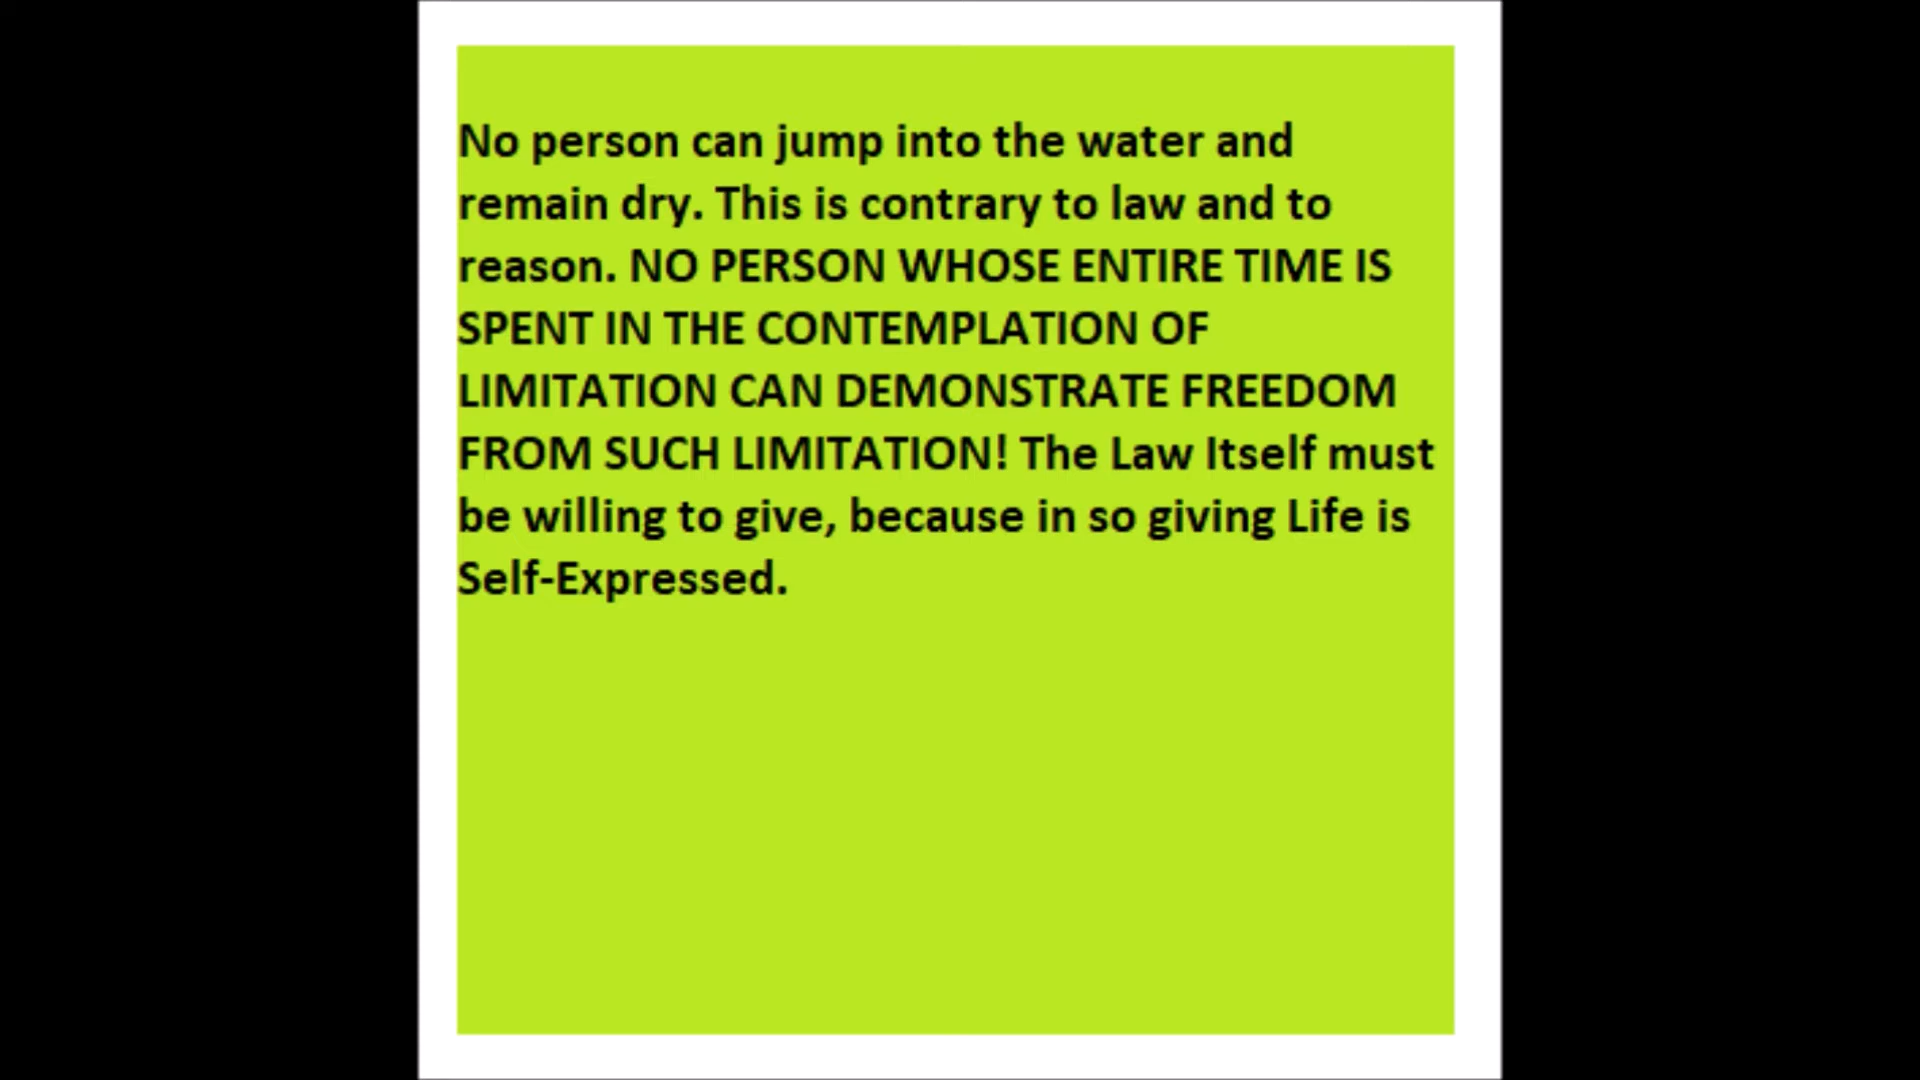 No person can jump into the water and
remain dry. This is contrary to law and to
reason. NO PERSON WHOSE ENTIRE TIME IS
SPENT IN THE CONTEMPLATION OF
LIMITATION CAN DEMONSTRATE FREEDOM
FROM SUCH LIMITATION! The Law Itself must
be willing to give, because in so giving Life is
Self-Expressed.